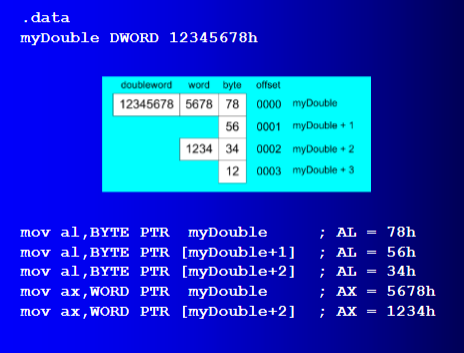 .data
myDouble DWORD 12345678h
doubleword word byte offset
12345678 5678 78 0000 myDouble
56 0001 myDouble + 1
1234 34 0002 myDouble + 2
12 0003 myDouble + 3
mov al,BYTE PTR myDouble ; AL = 78h
mov al,BYTE PTR [myDouble+1] ; AL = 56h
mov al,BYTE PTR [myDouble+2] ; AL = 34h
mov ax,WORD PTR myDouble ; AX = 5678h
mov ax,WORD PTR [myDouble+2] ; AX = 1234h